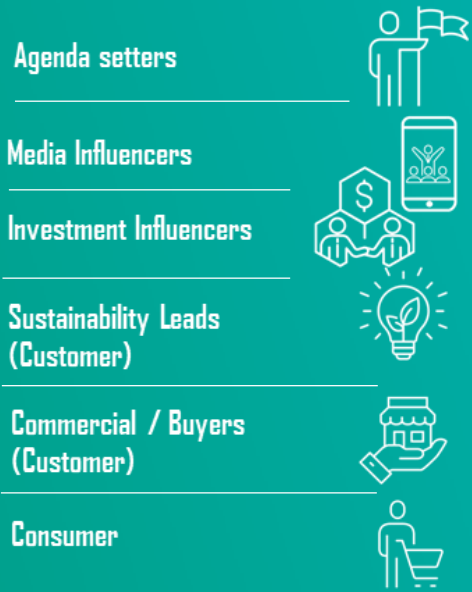 Agenda setters
Media Influencers
$
Investment Influencers
Sustainability Leads
(Customer)
Commercial / Buyers
(Customer)
Consumer